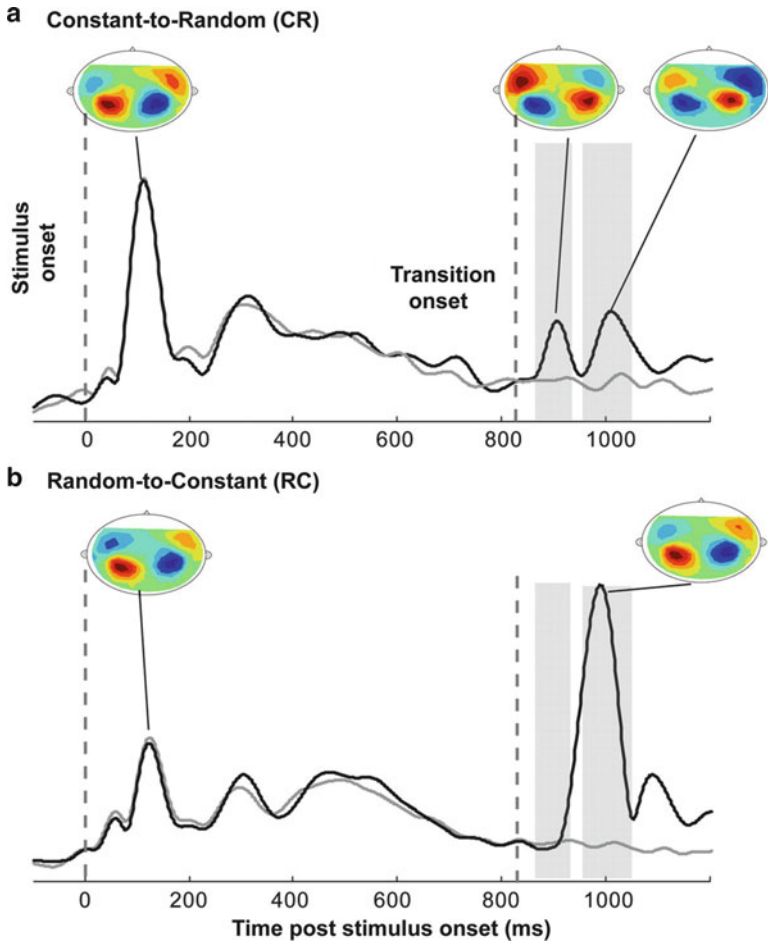 a Constant-to-Random (CR)
Stimulus
onset
Transition
onset
0 200 400 600 800 1000
b Random-to-Constant (RC)
0 200 400 600 800 1000
Time post stimulus onset (ms)